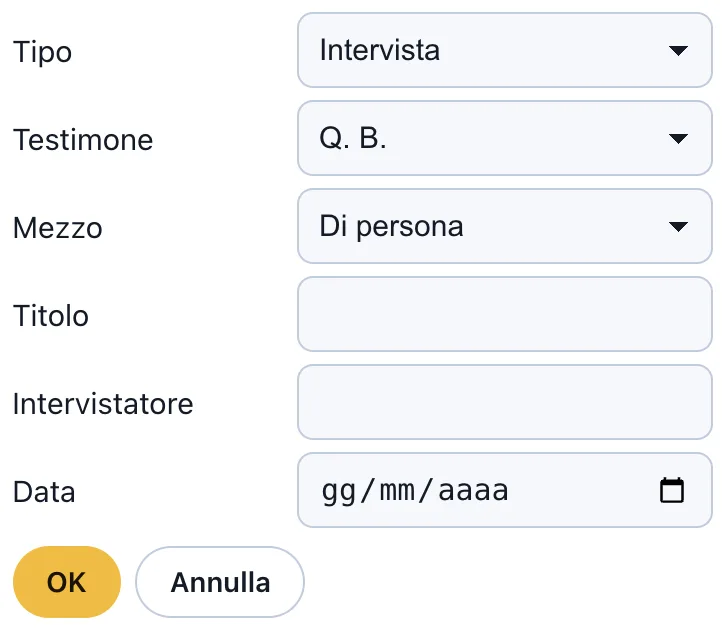 Tipo Intervista
Testimone Q. B.
Mezzo Di persona
Titolo
Intervistatore
Data gg/mm/aaaa
OK Annulla